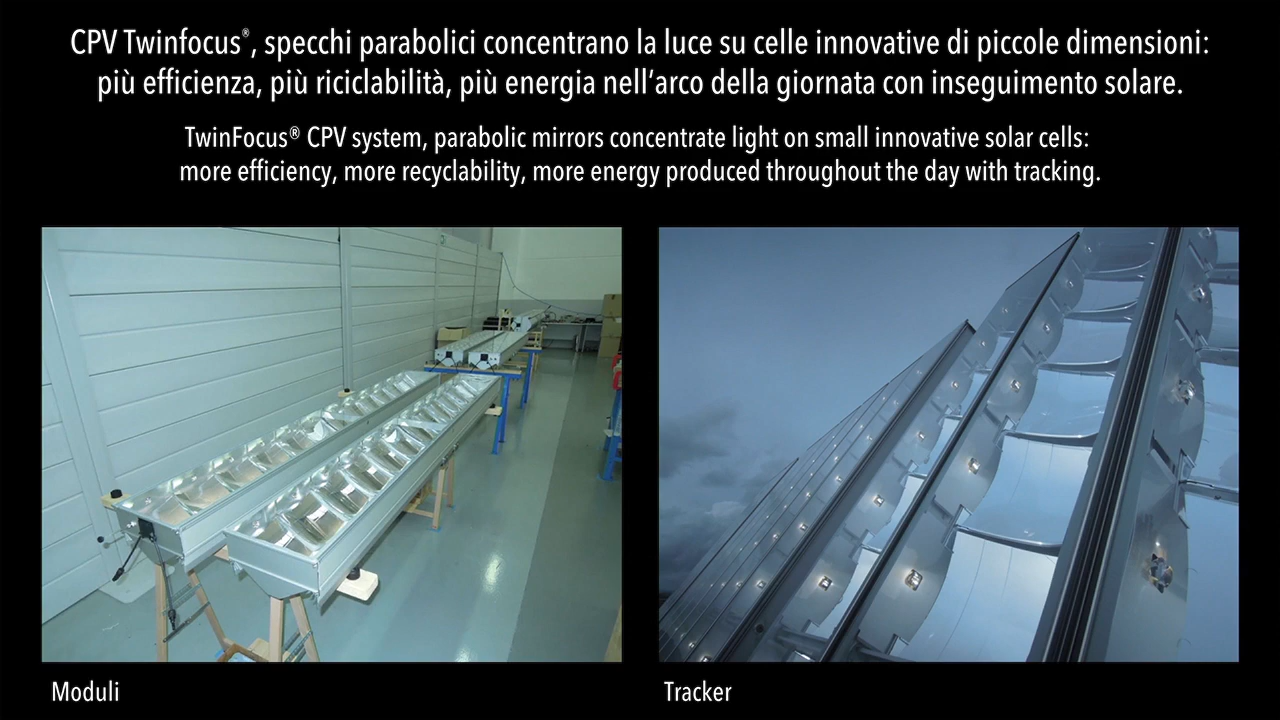 CPV Twinfocus®, specchi parabolici concentrano la luce su celle innovative di piccole dimensioni:
più efficienza, più riciclabilità, più energia nell'arco della giornata con inseguimento solare.
TwinFocus® CPV system, parabolic mirrors concentrate light on small innovative solar cells:
more efficiency, more recyclability, more energy produced throughout the day with tracking.
Moduli
Tracker